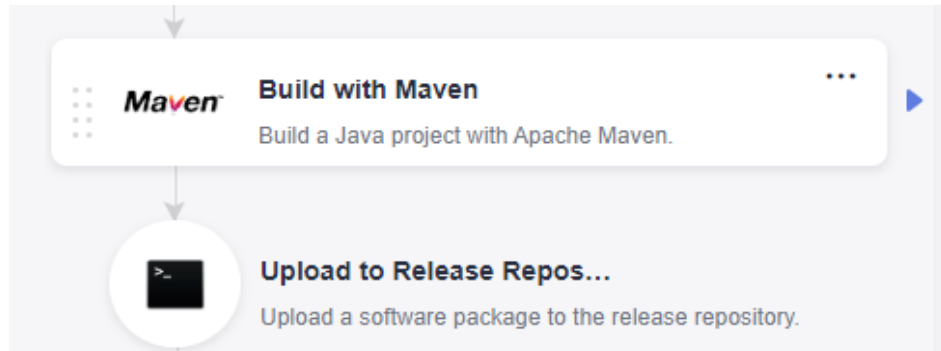 Maven™
Build with Maven
Build a Java project with Apache Maven.
>_
Upload to Release Repos...
Upload a software package to the release repository.